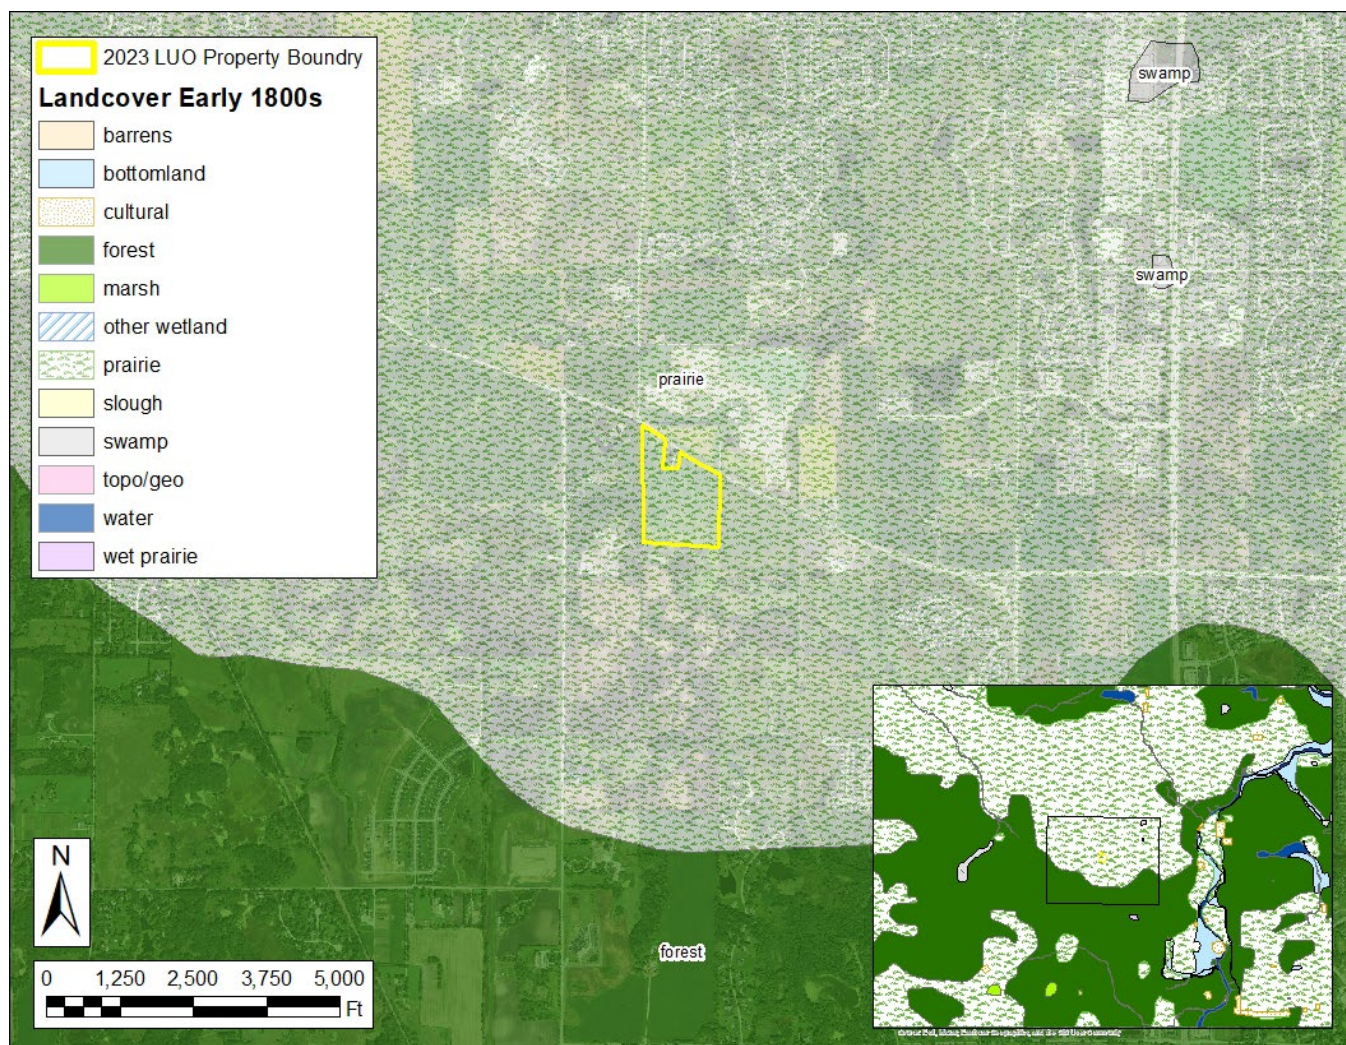 2023 LUO Property Boundry
Landcover Early 1800s
barrens
bottomland
cultural
forest
marsh
other wetland
prairie
slough
swamp
topo/geo
water
wet prairie
swamp
swamp
prairie
forest
N
0 1,250 2,500 3,750 5,000
Ft